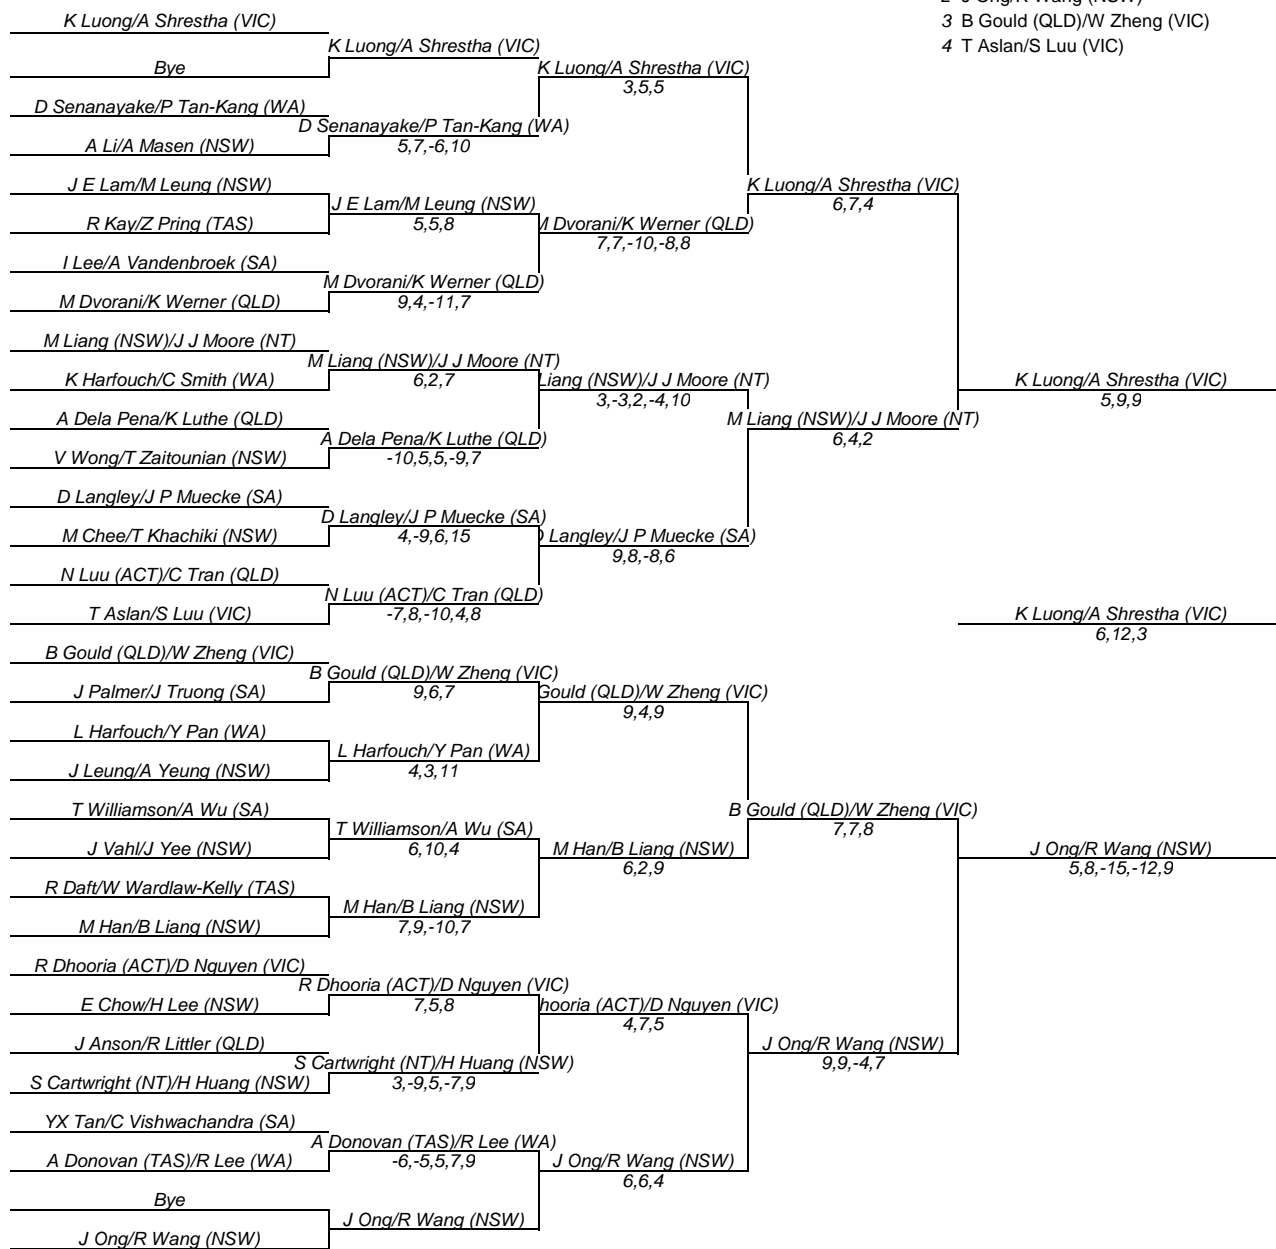 2 J Ong/R Wang (NSW)
3 B Gould (QLD)/W Zheng (VIC)
4 T Aslan/S Luu (VIC)
K Luong/A Shrestha (VIC)
Bye
D Senanayake/P Tan-Kang (WA)
A Li/A Masen (NSW)
J E Lam/M Leung (NSW)
R Kay/Z Pring (TAS)
I Lee/A Vandenbroek (SA)
M Dvorani/K Werner (QLD)
M Liang (NSW)/J J Moore (NT)
K Harfouch/C Smith (WA)
A Dela Pena/K Luthe (QLD)
V Wong/T Zaitounian (NSW)
D Langley/J P Muecke (SA)
M Chee/T Khachiki (NSW)
N Luu (ACT)/C Tran (QLD)
T Aslan/S Luu (VIC)
B Gould (QLD)/W Zheng (VIC)
J Palmer/J Truong (SA)
L Harfouch/Y Pan (WA)
J Leung/A Yeung (NSW)
T Williamson/A Wu (SA)
J Vahl/J Yee (NSW)
R Daft/W Wardlaw-Kelly (TAS)
M Han/B Liang (NSW)
R Dhooria (ACT)/D Nguyen (VIC)
E Chow/H Lee (NSW)
J Anson/R Littler (QLD)
S Cartwright (NT)/H Huang (NSW)
YX Tan/C Vishwachandra (SA)
A Donovan (TAS)/R Lee (WA)
Bye
J Ong/R Wang (NSW)
K Luong/A Shrestha (VIC)
D Senanayake/P Tan-Kang (WA)
5,7,-6,10
J E Lam/M Leung (NSW)
5,5,8
M Dvorani/K Werner (QLD)
9,4,-11,7
M Liang (NSW)/J J Moore (NT)
6,2,7
A Dela Pena/K Luthe (QLD)
-10,5,5,-9,7
D Langley/J P Muecke (SA)
4,-9,6,15
N Luu (ACT)/C Tran (QLD)
-7,8,-10,4,8
B Gould (QLD)/W Zheng (VIC)
9,6,7
L Harfouch/Y Pan (WA)
4,3,11
T Williamson/A Wu (SA)
6,10,4
M Han/B Liang (NSW)
7,9,-10,7
R Dhooria (ACT)/D Nguyen (VIC)
7,5,8
S Cartwright (NT)/H Huang (NSW)
3,-9,5,-7,9
A Donovan (TAS)/R Lee (WA)
-6,-5,5,7,9
J Ong/R Wang (NSW)
K Luong/A Shrestha (VIC)
3,5,5
M Dvorani/K Werner (QLD)
7,7,-10,-8,8
Liang (NSW)/J J Moore (NT)
3,-3,2,-4,10
Langley/J P Muecke (SA)
9,8,-8,6
Gould (QLD)/W Zheng (VIC)
9,4,9
M Han/B Liang (NSW)
6,2,9
hooria (ACT)/D Nguyen (VIC)
4,7,5
J Ong/R Wang (NSW)
6,6,4
K Luong/A Shrestha (VIC)
6,7,4
M Liang (NSW)/J J Moore (NT)
6,4,2
B Gould (QLD)/W Zheng (VIC)
7,7,8
J Ong/R Wang (NSW)
9,9,-4,7
K Luong/A Shrestha (VIC)
5,9,9
K Luong/A Shrestha (VIC)
6,12,3
J Ong/R Wang (NSW)
5,8,-15,-12,9